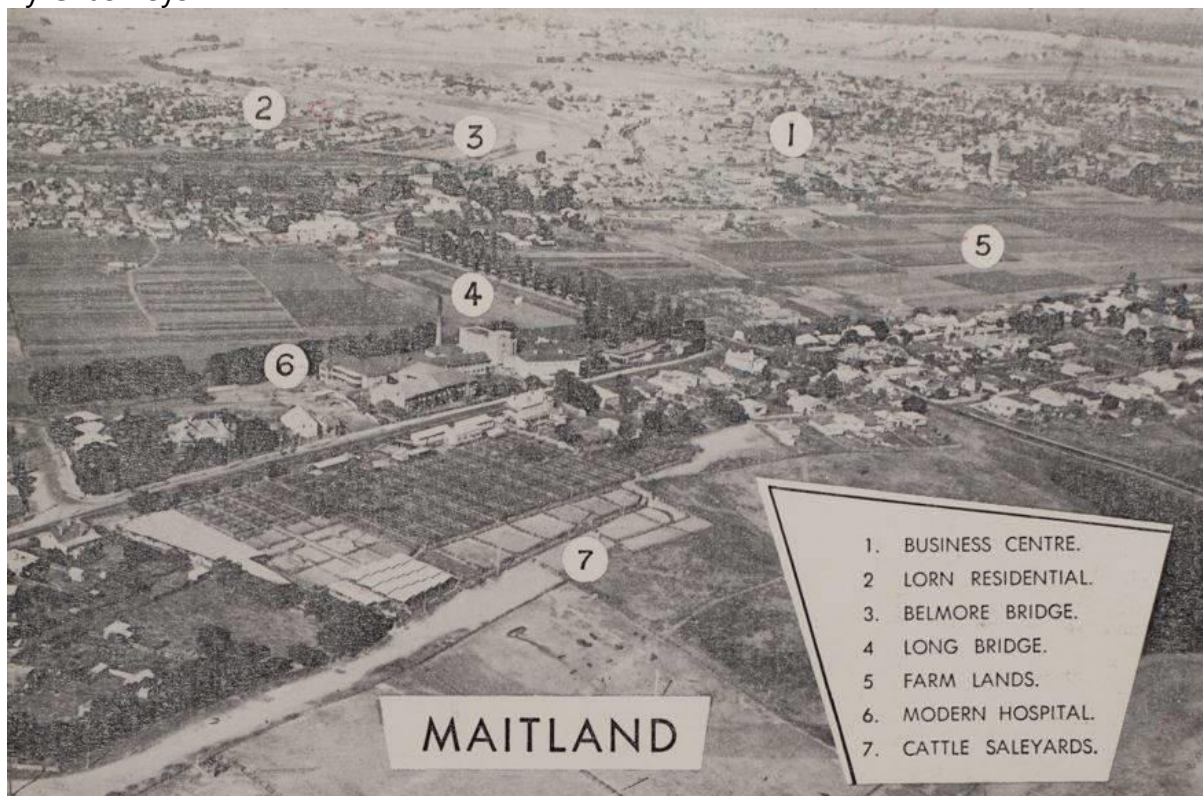 2
3
1
5
4
6
7
1. BUSINESS CENTRE.
2 LORN RESIDENTIAL.
3. BELMORE BRIDGE.
4 LONG BRIDGE.
5 FARM LANDS.
6. MODERN HOSPITAL.
7. CATTLE SALEYARDS.
MAITLAND